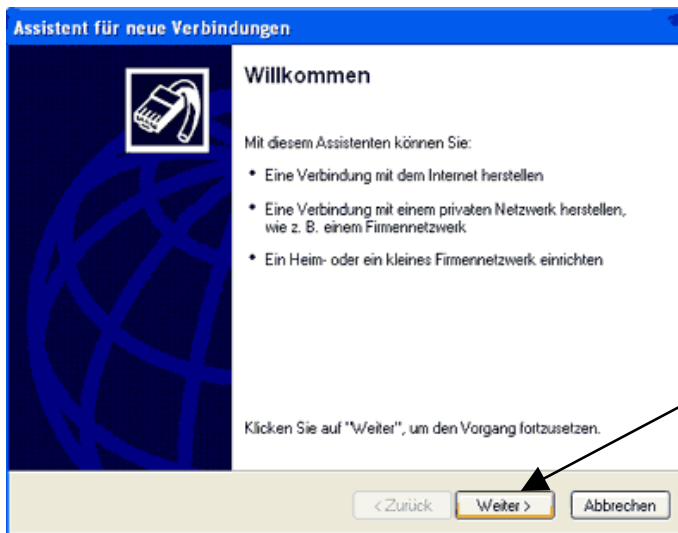 Assistent für neue Verbindungen
Willkommen
Mit diesem Assistenten können Sie:
• Eine Verbindung mit dem Internet herstellen
• Eine Verbindung mit einem privaten Netzwerk herstellen,
wie z. B. einem Firmennetzwerk
• Ein Heim- oder ein kleines Firmennetzwerk einrichten
Klicken Sie auf "Weiter", um den Vorgang fortzusetzen.
< Zurück Weiter > Abbrechen